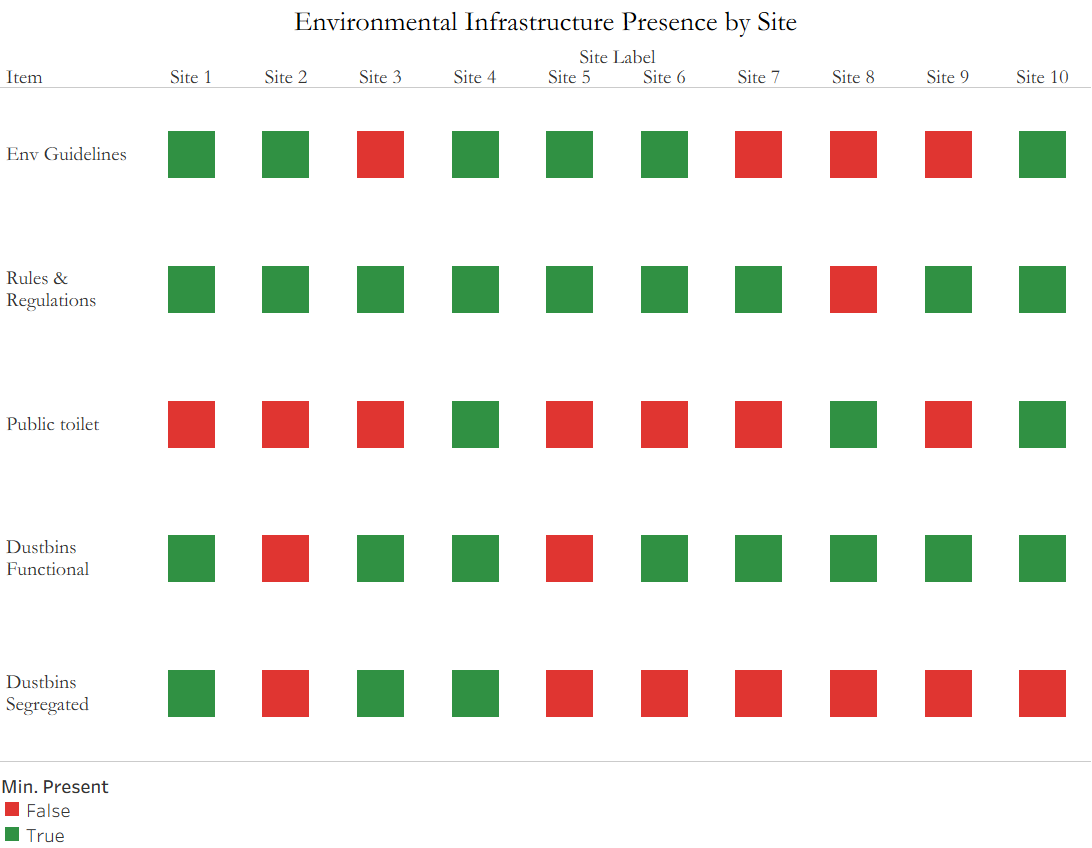 Environmental Infrastructure Presence by Site
Site Label
Item Site 1 Site 2 Site 3 Site 4 Site 5 Site 6 Site 7 Site 8 Site 9 Site 10
Env Guidelines
Rules &
Regulations
Public toilet
Dustbins
Functional
Dustbins
Segregated
Min. Present
False
True